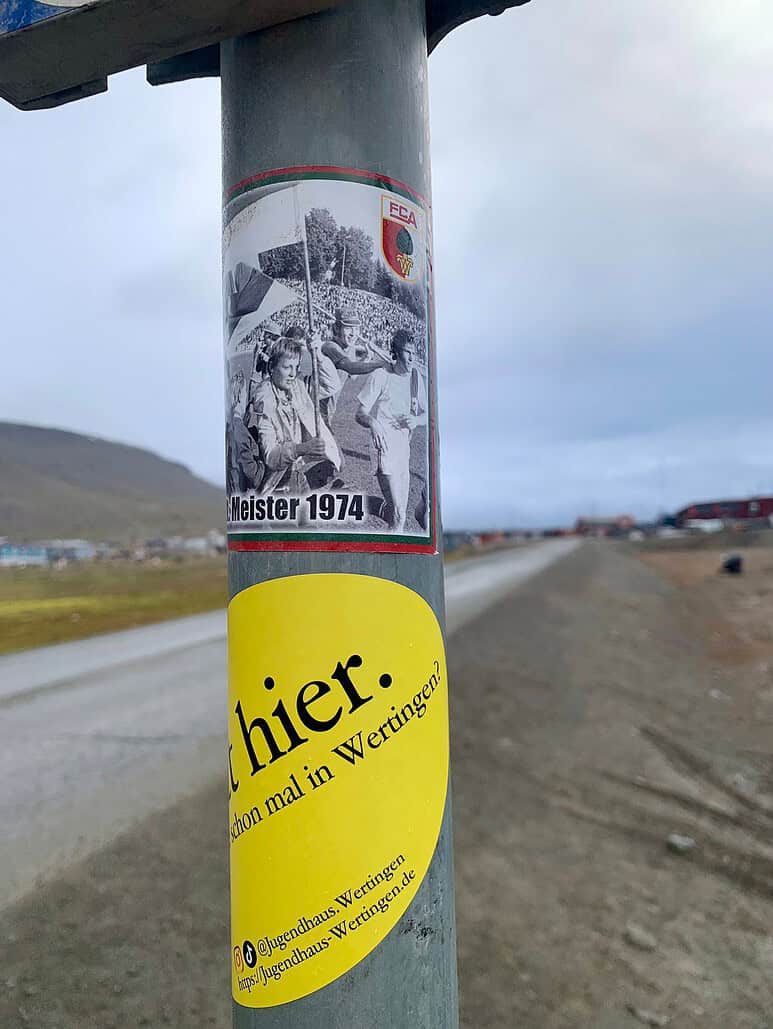 FCA
Meister 1974
hier.
schon mal in Wertingen?
@Jugendhaus.Wertingen
https://Jugendhaus-Wertingen.de